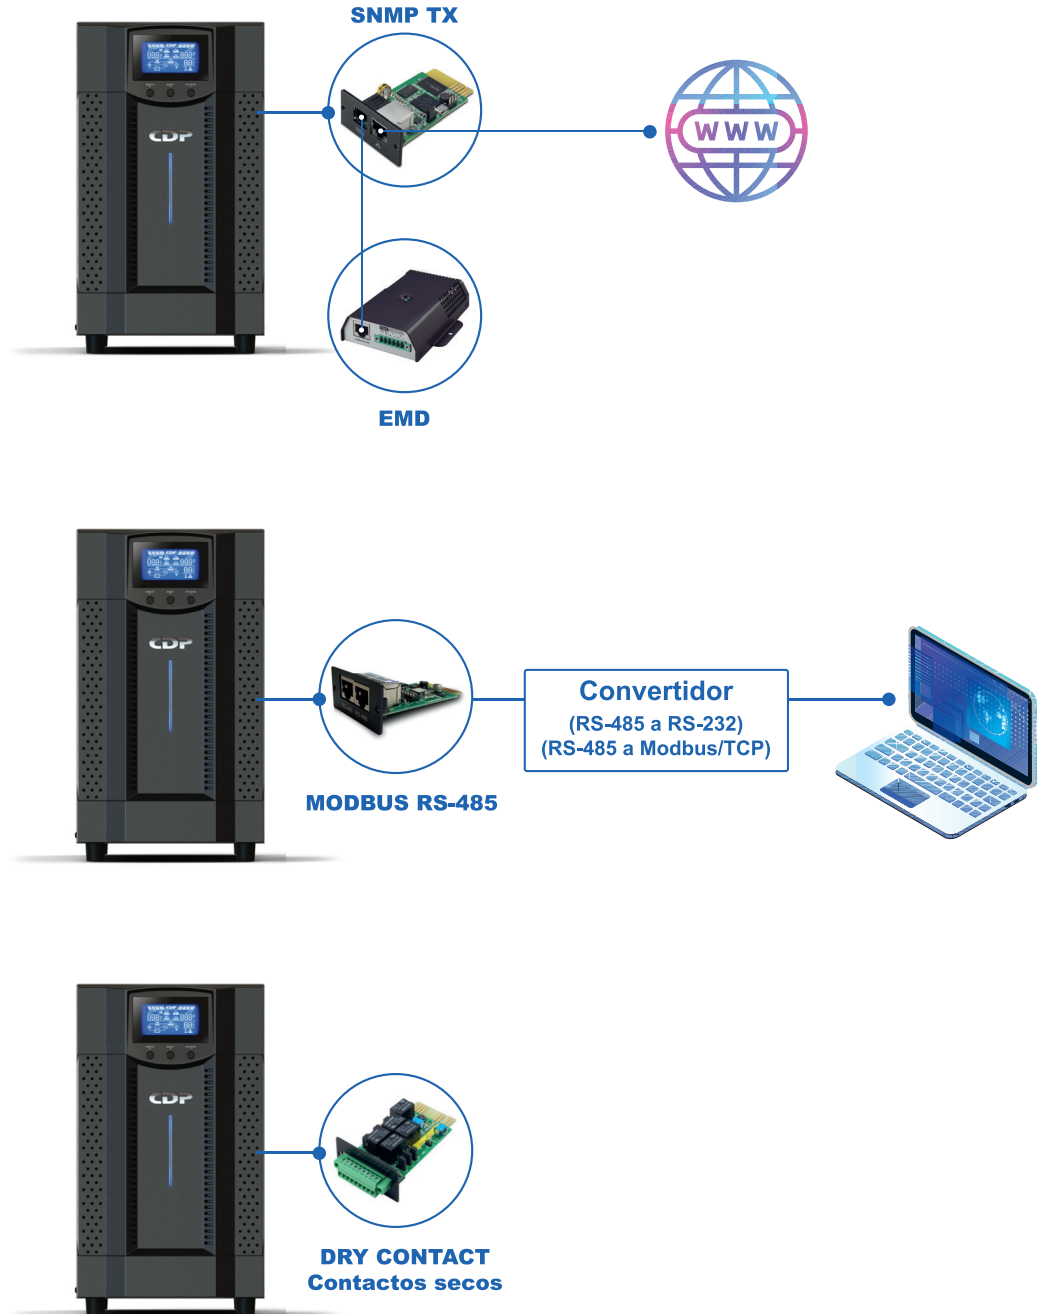 SNMP TX
CDP
WWW
EMD
CDP
Convertidor
(RS-485 a RS-232)
(RS-485 a Modbus/TCP)
MODBUS RS-485
CDP
DRY CONTACT
Contactos secos